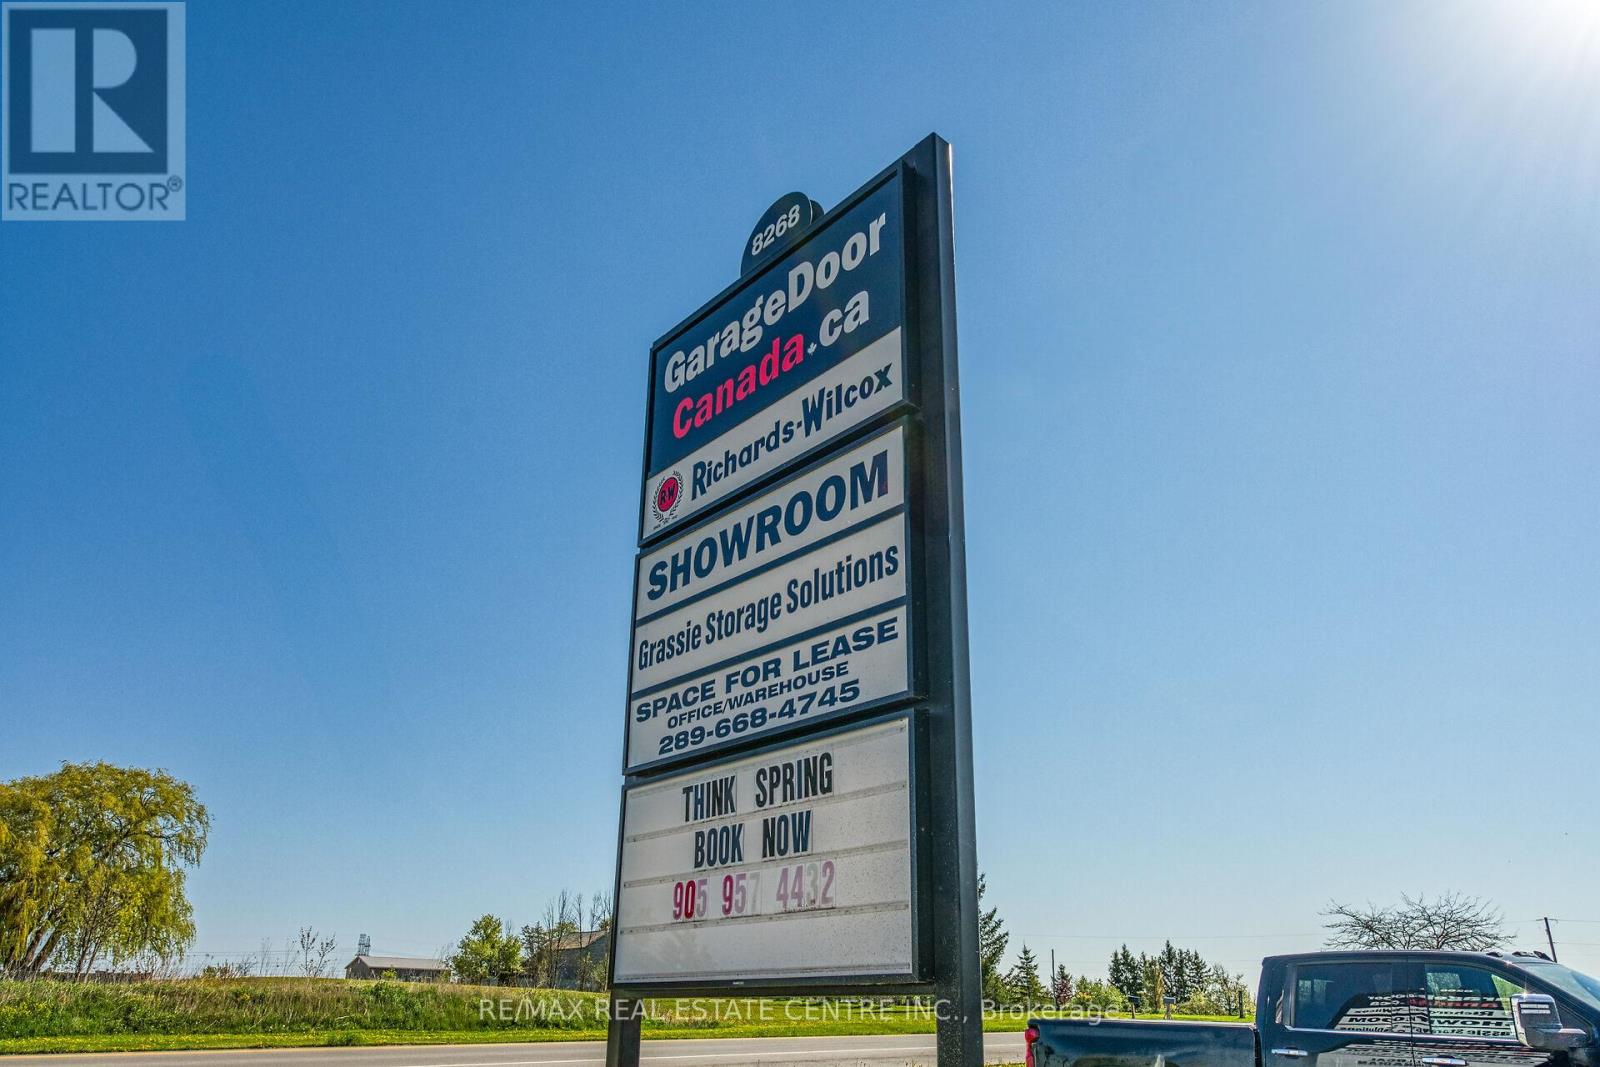 REALTOR®
8268
GarageDoor
Canada.ca
RW
Richards-Wilcox
SHOWROOM
Grassie Storage Solutions
SPACE FOR LEASE
OFFICE/WAREHOUSE
289-668-4745
THINK SPRING
BOOK NOW
905 957 4432
RE/MAX REAL ESTATE CENTRE INC., Brokerage